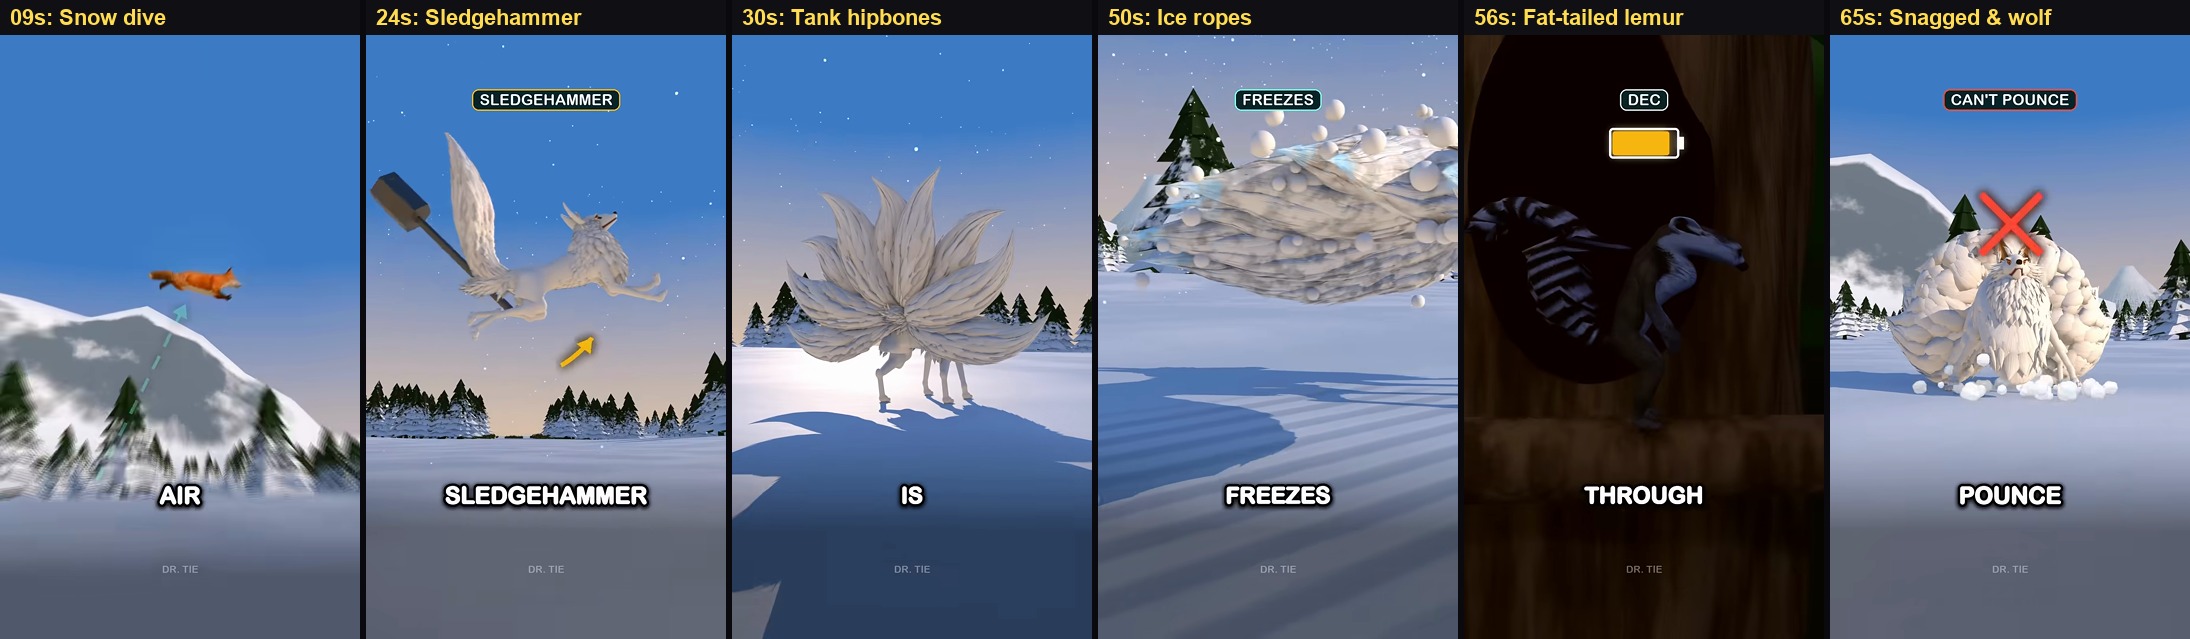 09s: Snow dive
AIR
DR. TIE
24s: Sledgehammer
SLEDGEHAMMER
SLEDGEHAMMER
DR. TIE
30s: Tank hipbones
IS
DR. TIE
50s: Ice ropes
FREEZES
FREEZES
DR. TIE
56s: Fat-tailed lemur
DEC
THROUGH
DR. TIE
65s: Snagged & wolf
CAN'T POUNCE
POUNCE
DR. TIE